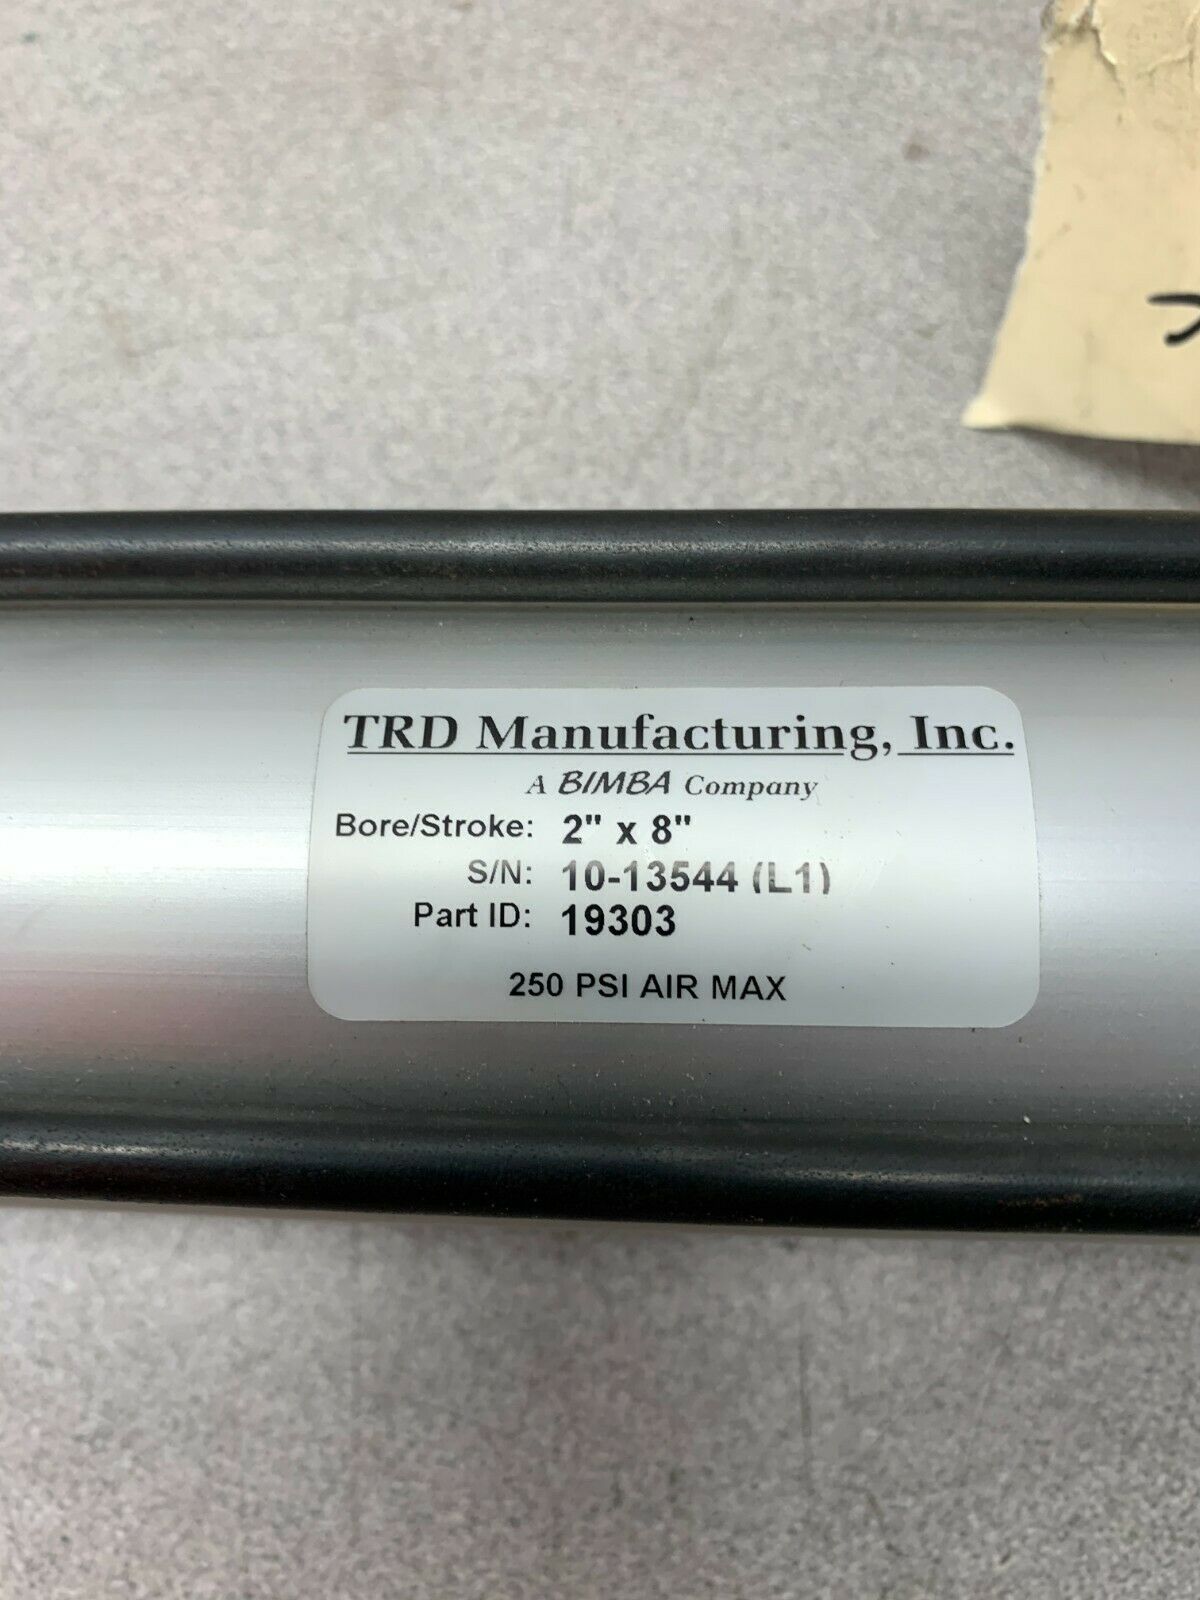 TRD Manufacturing, Inc.
A BIMBA Company
Bore/Stroke: 2" x 8"
S/N: 10-13544 (L1)
Part ID: 19303
250 PSI AIR MAX